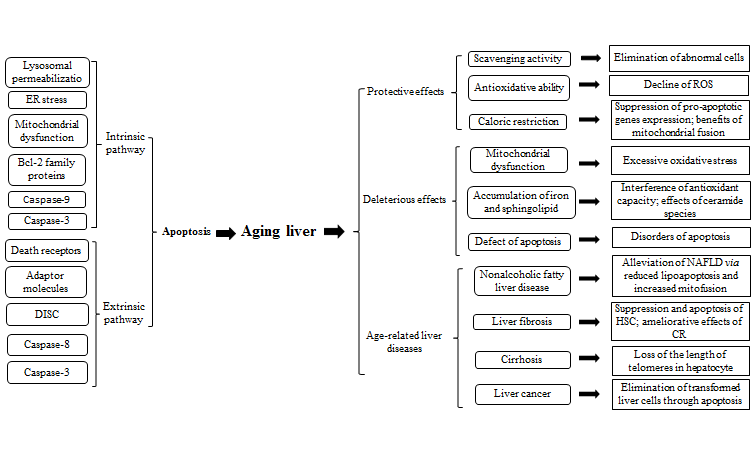 Lysosomal
permeabilizatio
ER stress
Mitochondrial
dysfunction
Bcl-2 family
proteins
Caspase-9
Caspase-3
Intrinsic
pathway
Death receptors
Adaptor
molecules
DISC
Caspase-8
Caspase-3
Extrinsic
pathway
Apoptosis
Aging liver
Protective effects
Scavenging activity
Elimination of abnormal cells
Antioxidative ability
Decline of ROS
Caloric restriction
Suppression of pro-apoptotic
genes expression; benefits of
mitochondrial fusion
Deleterious effects
Mitochondrial
dysfunction
Excessive oxidative stress
Accumulation of iron
and sphingolipid
Interference of antioxidant
capacity; effects of ceramide
species
Defect of apoptosis
Disorders of apoptosis
Age-related liver
diseases
Nonalcoholic fatty
liver disease
Alleviation of NAFLD via
reduced lipoapoptosis and
increased mitofusion
Liver fibrosis
Suppression and apoptosis of
HSC; ameliorative effects of
CR
Cirrhosis
Loss of the length of
telomeres in hepatocyte
Liver cancer
Elimination of transformed
liver cells through apoptosis